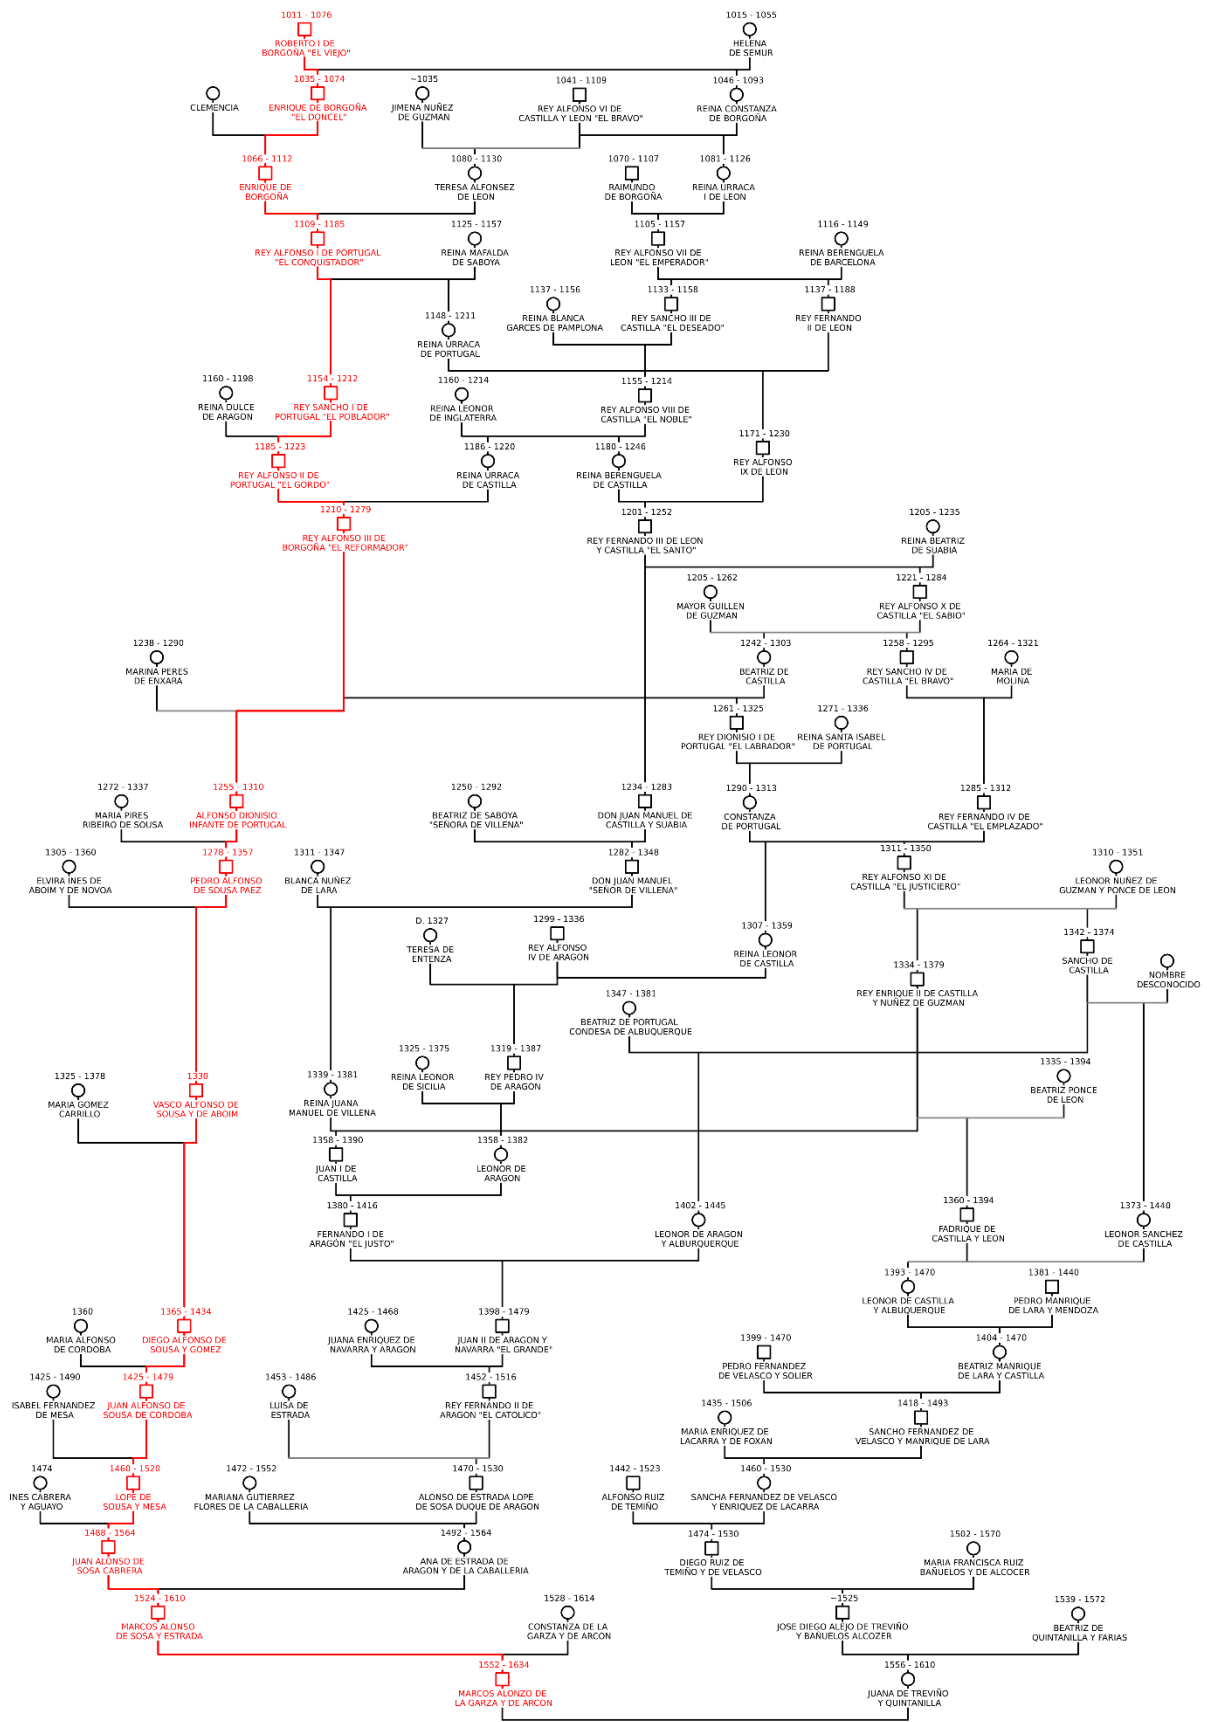 1011 - 1076
ROBERTO I DE
BORGOÑA "EL VIEJO"
1015 - 1055
HELENA
DE SEMUR
CLEMENCIA
1035 - 1074
ENRIQUE DE BORGOÑA
"EL DONCEL"
~1035
JIMENA NUÑEZ
DE GUZMAN
1041 - 1109
REY ALFONSO VI DE
CASTILLA Y LEON "EL BRAVO"
1046 - 1093
REINA CONSTANZA
DE BORGOÑA
1066 - 1112
ENRIQUE DE
BORGOÑA
1080 - 1130
TERESA ALFONSEZ
DE LEON
1070 - 1107
RAIMUNDO
DE BORGOÑA
1081 - 1126
REINA URRACA
I DE LEON
1109 - 1185
REY ALFONSO I DE PORTUGAL
"EL CONQUISTADOR"
1125 - 1157
REINA MAFALDA
DE SABOYA
1105 - 1157
REY ALFONSO VII DE
LEON "EL EMPERADOR"
1116 - 1149
REINA BERENGUELA
DE BARCELONA
1148 - 1211
REINA URRACA
DE PORTUGAL
1137 - 1156
REINA BLANCA
GARCES DE PAMPLONA
1133 - 1158
REY SANCHO III DE
CASTILLA "EL DESEADO"
1137 - 1188
REY FERNANDO
II DE LEON
1160 - 1198
REINA DULCE
DE ARAGON
1154 - 1212
REY SANCHO I DE
PORTUGAL "EL POBLADOR"
1160 - 1214
REINA LEONOR
DE INGLATERRA
1155 - 1214
REY ALFONSO VIII DE
CASTILLA "EL NOBLE"
1185 - 1223
REY ALFONSO II DE
PORTUGAL "EL GORDO"
1186 - 1220
REINA URRACA
DE CASTILLA
1180 - 1246
REINA BERENGUELA
DE CASTILLA
1171 - 1230
REY ALFONSO
IX DE LEON
1210 - 1279
REY ALFONSO III DE
BORGOÑA "EL REFORMADOR"
1201 - 1252
REY FERNANDO III DE LEON
Y CASTILLA "EL SANTO"
1205 - 1235
REINA BEATRIZ
DE SUABIA
1205 - 1262
MAYOR GUILLEN
DE GUZMAN
1221 - 1284
REY ALFONSO X DE
CASTILLA "EL SABIO"
1238 - 1290
MARINA PERES
DE ENXARA
1242 - 1303
BEATRIZ DE
CASTILLA
1258 - 1295
REY SANCHO IV DE
CASTILLA "EL BRAVO"
1264 - 1321
MARIA DE
MOLINA
1261 - 1325
REY DIONISIO I DE
PORTUGAL "EL LABRADOR"
1271 - 1336
REINA SANTA ISABEL
DE PORTUGAL
1272 - 1337
MARIA PIRES
RIBEIRO DE SOUSA
1255 - 1310
ALFONSO DIONISIO
INFANTE DE PORTUGAL
1250 - 1292
BEATRIZ DE SABOYA
"SEÑORA DE VILLENA"
1234 - 1283
DON JUAN MANUEL DE
CASTILLA Y SUABIA
1290 - 1313
CONSTANZA
DE PORTUGAL
1285 - 1312
REY FERNANDO IV DE
CASTILLA "EL EMPLAZADO"
1305 - 1360
ELVIRA INES DE
ABOIM Y DE NOVOA
1278 - 1357
PEDRO ALFONSO
DE SOUSA PAEZ
1311 - 1347
BLANCA NUÑEZ
DE LARA
1282 - 1348
DON JUAN MANUEL
"SEÑOR DE VILLENA"
1311 - 1350
REY ALFONSO XI DE
CASTILLA "EL JUSTICIERO"
1310 - 1351
LEONOR NUÑEZ DE
GUZMAN Y PONCE DE LEON
D. 1327
TERESA DE
ENTENZA
1299 - 1336
REY ALFONSO
IV DE ARAGON
1307 - 1359
REINA LEONOR
DE CASTILLA
1334 - 1379
REY ENRIQUE II DE CASTILLA
Y NUÑEZ DE GUZMAN
1342 - 1374
SANCHO DE
CASTILLA
NOMBRE
DESCONOCIDO
1347 - 1381
BEATRIZ DE PORTUGAL
CONDESA DE ALBUQUERQUE
1325 - 1378
MARIA GOMEZ
CARRILLO
1330
VASCO ALFONSO DE
SOUSA Y DE ABOIM
1339 - 1381
REINA JUANA
MANUEL DE VILLENA
1325 - 1375
REINA LEONOR
DE SICILIA
1319 - 1387
REY PEDRO IV
DE ARAGON
1335 - 1394
BEATRIZ PONCE
DE LEON
1358 - 1390
JUAN I DE
CASTILLA
1358 - 1382
LEONOR DE
ARAGON
1380 - 1416
FERNANDO I DE
ARAGÓN "EL JUSTO"
1402 - 1445
LEONOR DE ARAGON
Y ALBURQUERQUE
1360 - 1394
FADRIQUE DE
CASTILLA Y LEON
1373 - 1440
LEONOR SANCHEZ
DE CASTILLA
1393 - 1470
LEONOR DE CASTILLA
Y ALBUQUERQUE
1381 - 1440
PEDRO MANRIQUE
DE LARA Y MENDOZA
1360
MARIA ALFONSO
DE CORDOBA
1365 - 1434
DIEGO ALFONSO DE
SOUSA Y GOMEZ
1425 - 1468
JUANA ENRIQUEZ DE
NAVARRA Y ARAGON
1398 - 1479
JUAN II DE ARAGON Y
NAVARRA "EL GRANDE"
1399 - 1470
PEDRO FERNANDEZ
DE VELASCO Y SOLIER
1404 - 1470
BEATRIZ MANRIQUE
DE LARA Y CASTILLA
1425 - 1490
ISABEL FERNANDEZ
DE MESA
1425 - 1479
JUAN ALFONSO DE
SOUSA DE CORDOBA
1453 - 1486
LUISA DE
ESTRADA
1452 - 1516
REY FERNANDO II DE
ARAGON "EL CATOLICO"
1435 - 1506
MARIA ENRIQUEZ DE
LACARRA Y DE FOXAN
1418 - 1493
SANCHO FERNANDEZ DE
VELASCO Y MANRIQUE DE LARA
1474
INES CABRERA
Y AGUAYO
1460 - 1520
LOPE DE
SOUSA Y MESA
1472 - 1552
MARIANA GUTIERREZ
FLORES DE LA CABALLERIA
1470 - 1530
ALONSO DE ESTRADA LOPE
DE SOSA DUQUE DE ARAGON
1442 - 1523
ALFONSO RUIZ
DE TEMIÑO
1460 - 1530
SANCHA FERNANDEZ DE VELASCO
Y ENRIQUEZ DE LACARRA
1488 - 1564
JUAN ALONSO DE
SOSA CABRERA
1492 - 1564
ANA DE ESTRADA DE
ARAGON Y DE LA CABALLERIA
1474 - 1530
DIEGO RUIZ DE
TEMIÑO Y DE VELASCO
1502 - 1570
MARIA FRANCISCA RUIZ
BAÑUELOS Y DE ALCOCER
1524 - 1610
MARCOS ALONSO
DE SOSA Y ESTRADA
1528 - 1614
CONSTANZA DE LA
GARZA Y DE ARCON
~1525
JOSE DIEGO ALEJO DE TREVIÑO
Y BAÑUELOS ALCOZER
1539 - 1572
BEATRIZ DE
QUINTANILLA Y FARIAS
1552 - 1634
MARCOS ALONZO DE
LA GARZA Y DE ARCON
1556 - 1610
JUANA DE TREVIÑO
Y QUINTANILLA